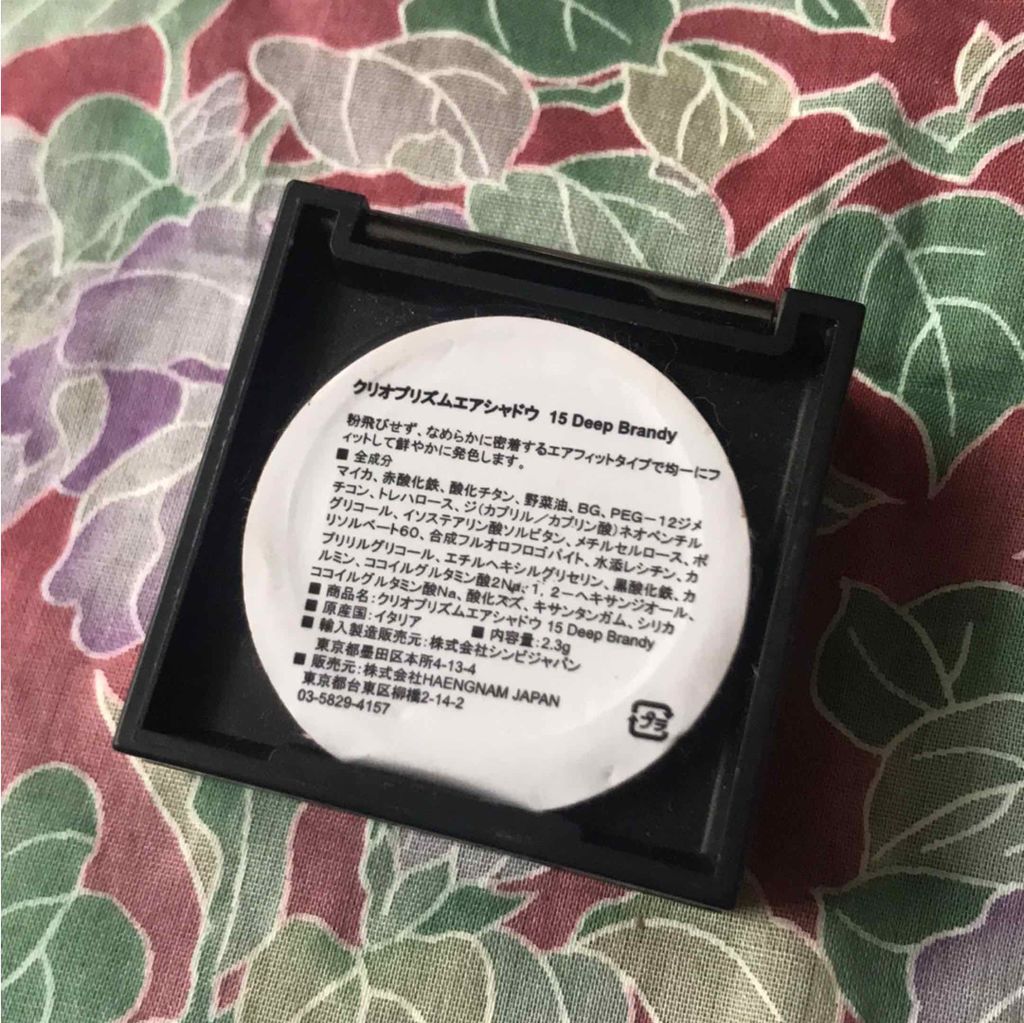 クリオプリズムエアシャドウ 15 Deep Brandy
粉飛びせず、なめらかに密着するエアフィットタイプで均一にフ
ィットして鮮やかに発色します。
■ 全成分
マイカ、赤酸化鉄、酸化チタン、野菜油、BG、PEG－12ジメ
チコン、トレハロース、ジ(カプリル／カプリン酸)ネオペンチル
グリコール、イソステアリン酸ソルビタン、メチルセルロース、ポ
リソルベート60、合成フルオロフロゴパイト、水添レシチン、カ
プリリルグリコール、エチルヘキシルグリセリン、黒酸化鉄、カ
ルミン、ココイルグルタミン酸2Na、1，2－ヘキサンジオール、
ココイルグルタミン酸Na、酸化スズ、キサンタンガム、シリカ
■ 商品名：クリオプリズムエアシャドウ 15 Deep Brandy
■ 原産国：イタリア ■ 内容量：2.3g
■ 輸入製造販売元：株式会社シンビジャパン
東京都墨田区本所4-13-4
■ 販売元：株式会社HAENGNAM JAPAN
東京都台東区柳橋2-14-2
03-5829-4157
プラ